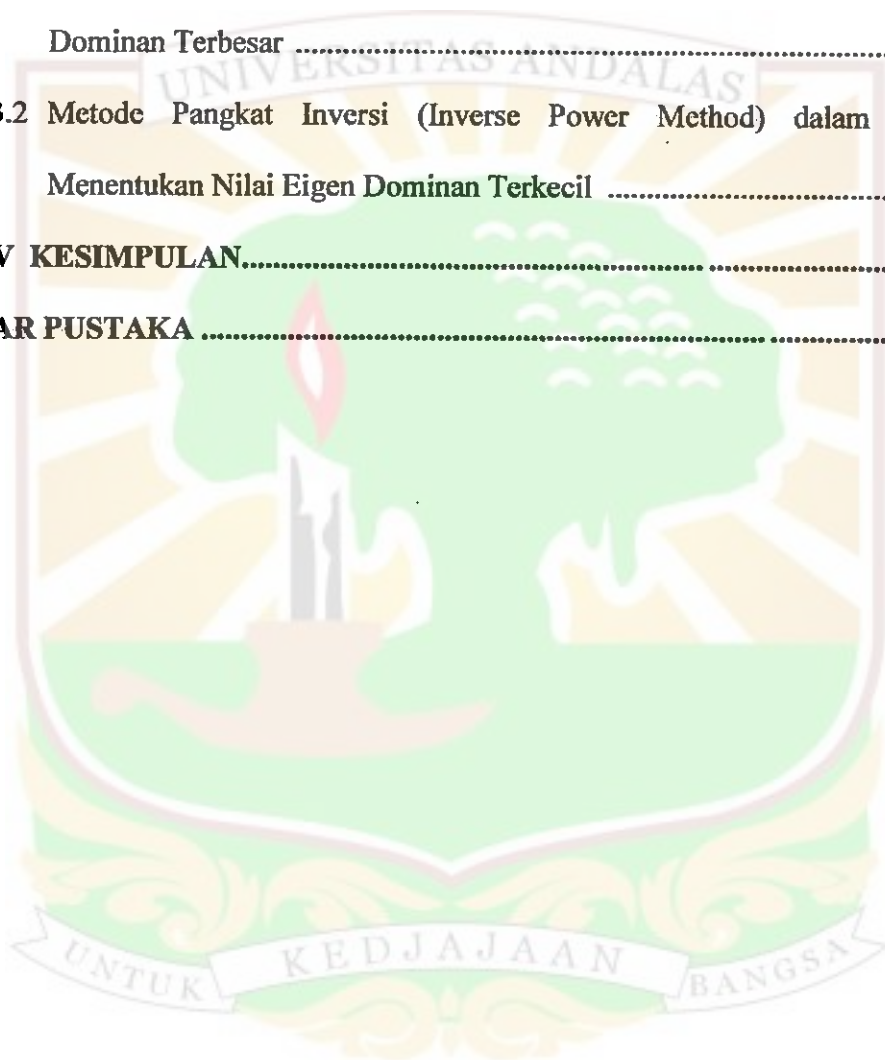 Dominan Terbesar ..........................................................................................
UNIVERSITAS ANDALAS
3.2 Metode Pangkat Inversi (Inverse Power Method) dalam
Menentukan Nilai Eigen Dominan Terkecil ..........................................
V KESIMPULAN.................................................................. .........................
AR PUSTAKA .................................................................................. .................
UNTUK KEDJAJAAN BANGSA